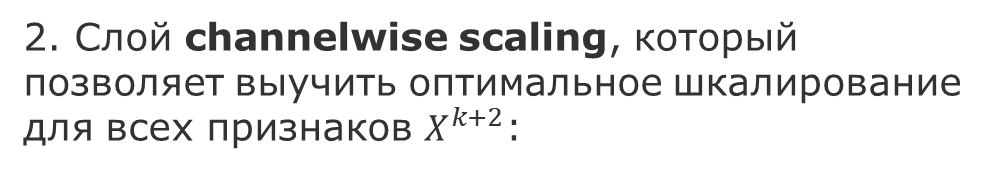 2. Слой channelwise scaling, который
позволяет выучить оптимальное шкалирование
для всех признаков X^{k+2}: